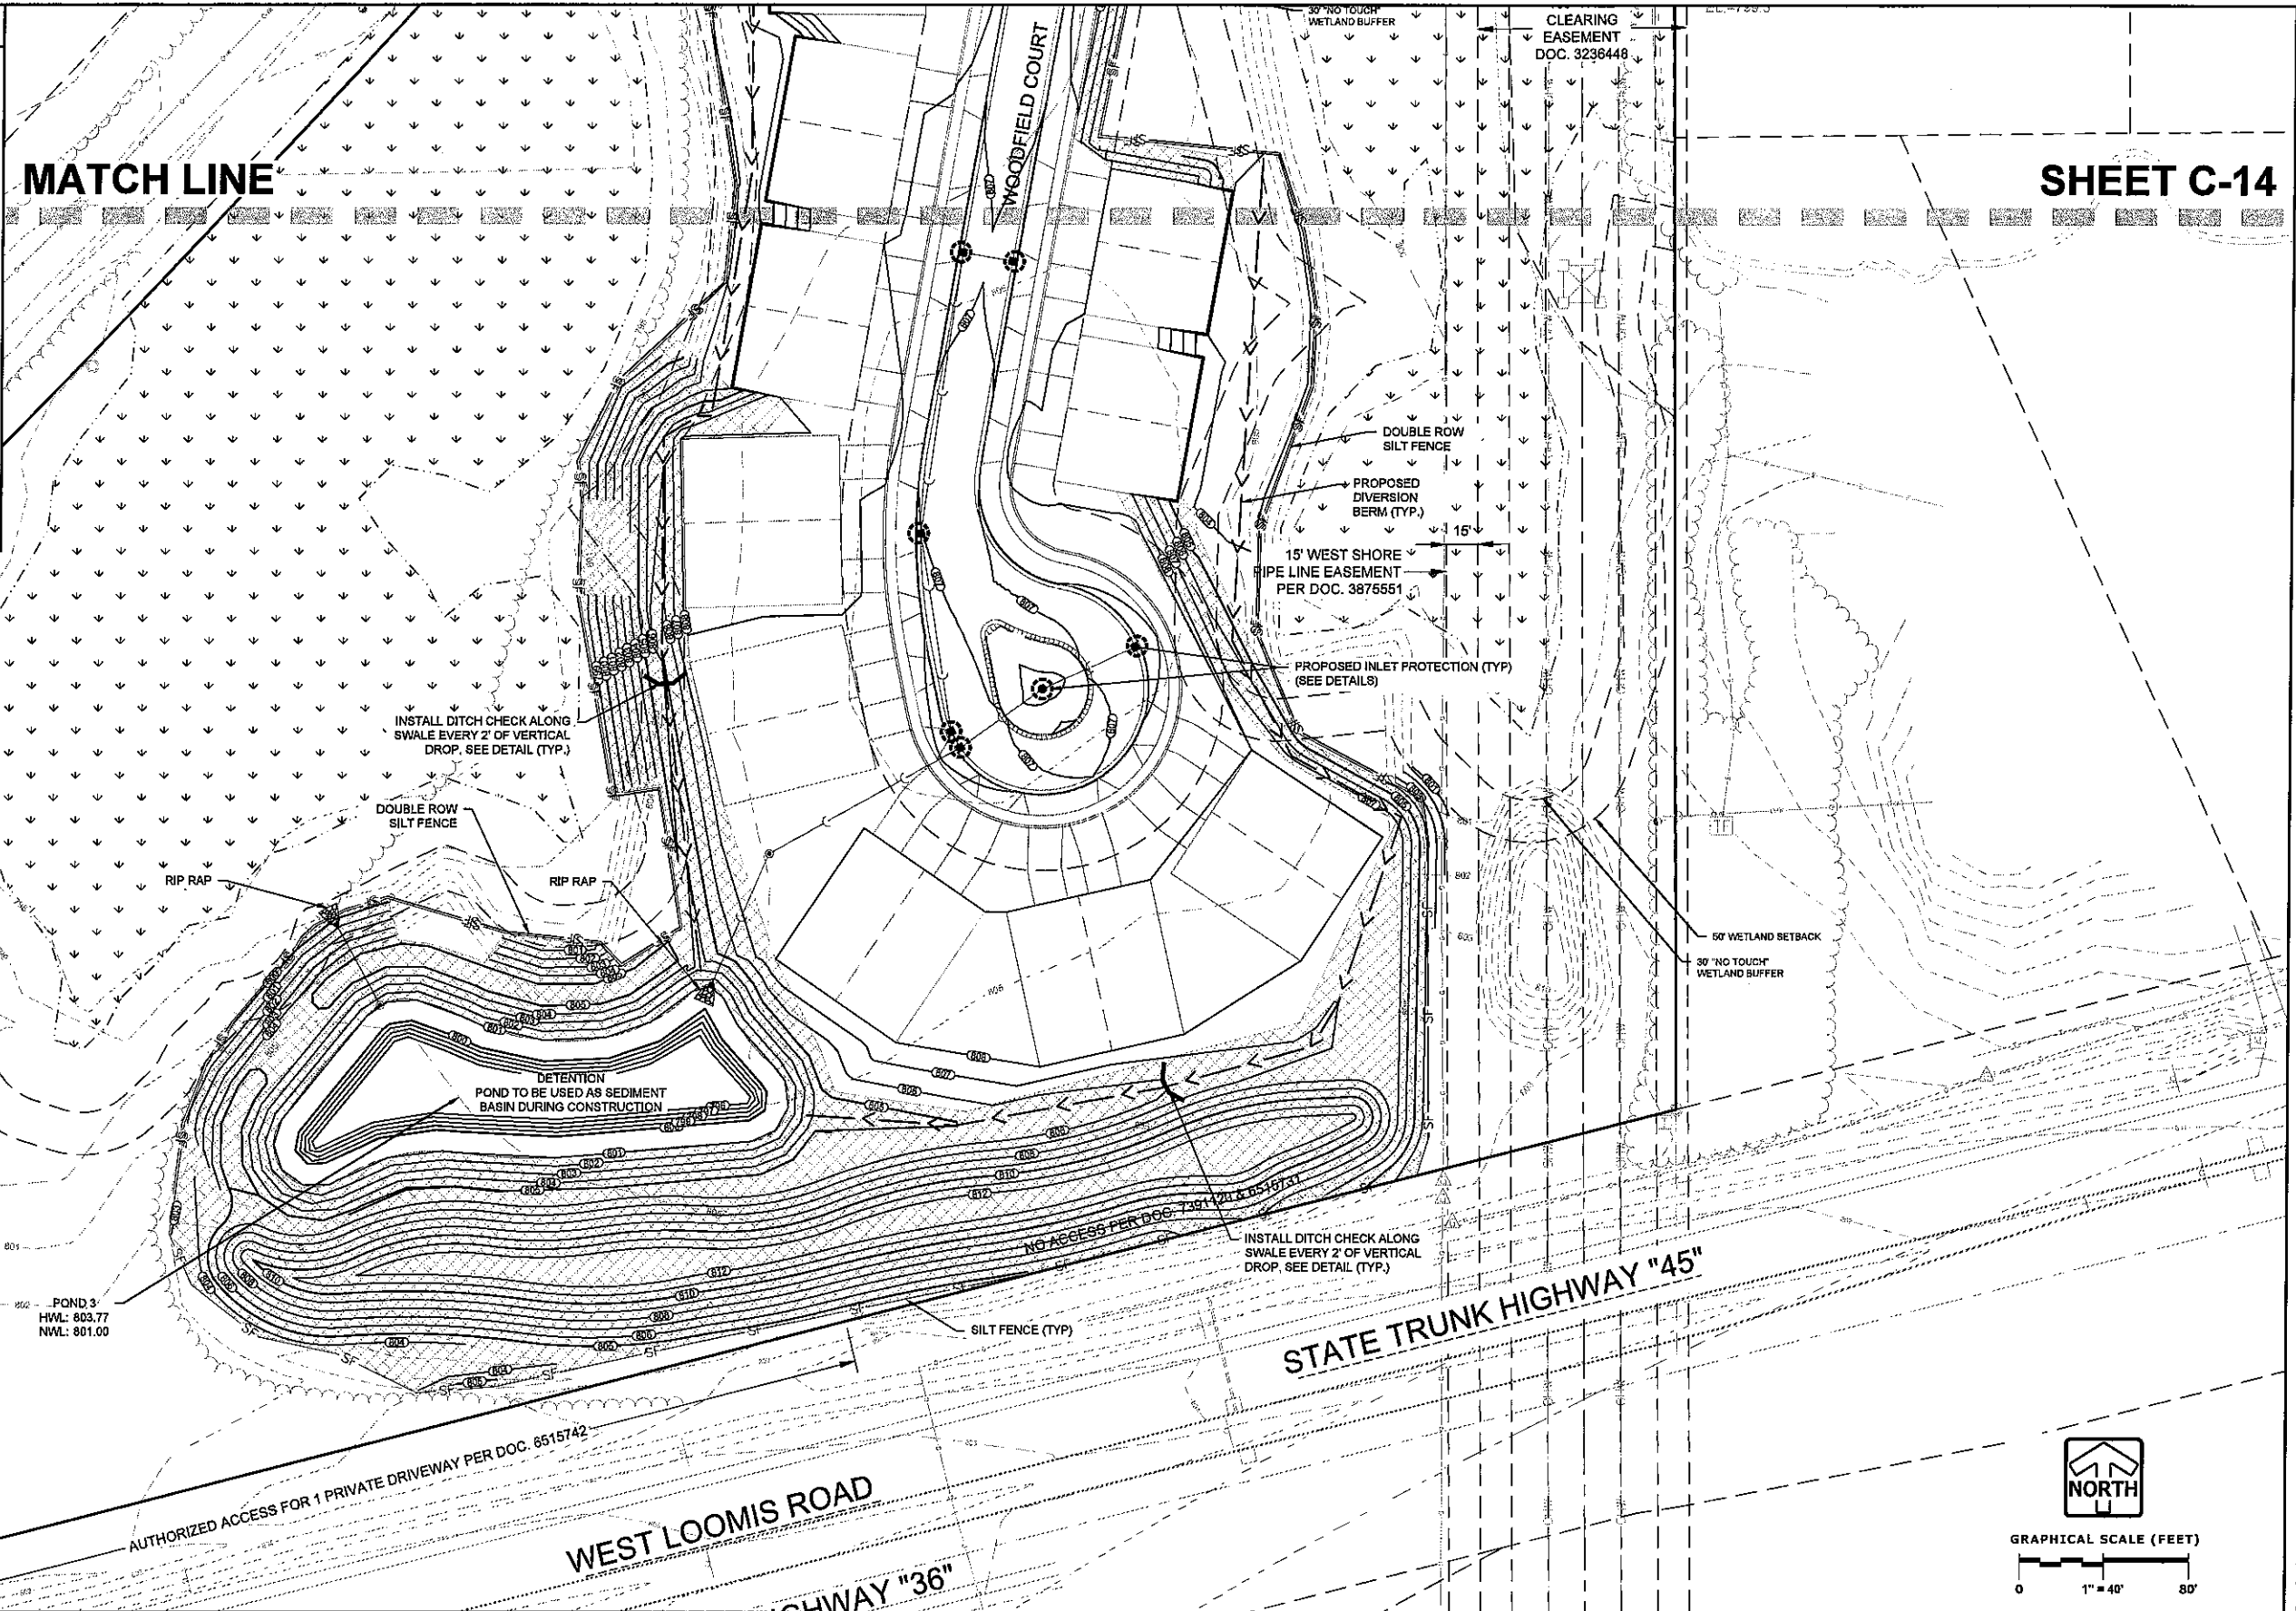 30' "NO TOUCH"
WETLAND BUFFER
CLEARING
EASEMENT
DOC. 3236448
WOODFIELD COURT
MATCH LINE
SHEET C-14
DOUBLE ROW
SILT FENCE
PROPOSED
DIVERSION
BERM (TYP.)
15'
15' WEST SHORE
PIPE LINE EASEMENT
PER DOC. 3875551
PROPOSED INLET PROTECTION (TYP)
(SEE DETAILS)
INSTALL DITCH CHECK ALONG
SWALE EVERY 2' OF VERTICAL
DROP, SEE DETAIL (TYP.)
DOUBLE ROW
SILT FENCE
RIP RAP
RIP RAP
50' WETLAND SETBACK
30' "NO TOUCH"
WETLAND BUFFER
DETENTION
POND TO BE USED AS SEDIMENT
BASIN DURING CONSTRUCTION
NO ACCESS PER DOC.
INSTALL DITCH CHECK ALONG
SWALE EVERY 2' OF VERTICAL
DROP, SEE DETAIL (TYP.)
POND 3
HWL: 803.77
NWL: 801.00
SILT FENCE (TYP)
STATE TRUNK HIGHWAY "45"
AUTHORIZED ACCESS FOR 1 PRIVATE DRIVEWAY PER DOC. 6515742
WEST LOOMIS ROAD
"36"
NORTH
GRAPHICAL SCALE (FEET)
0 1" = 40' 80'